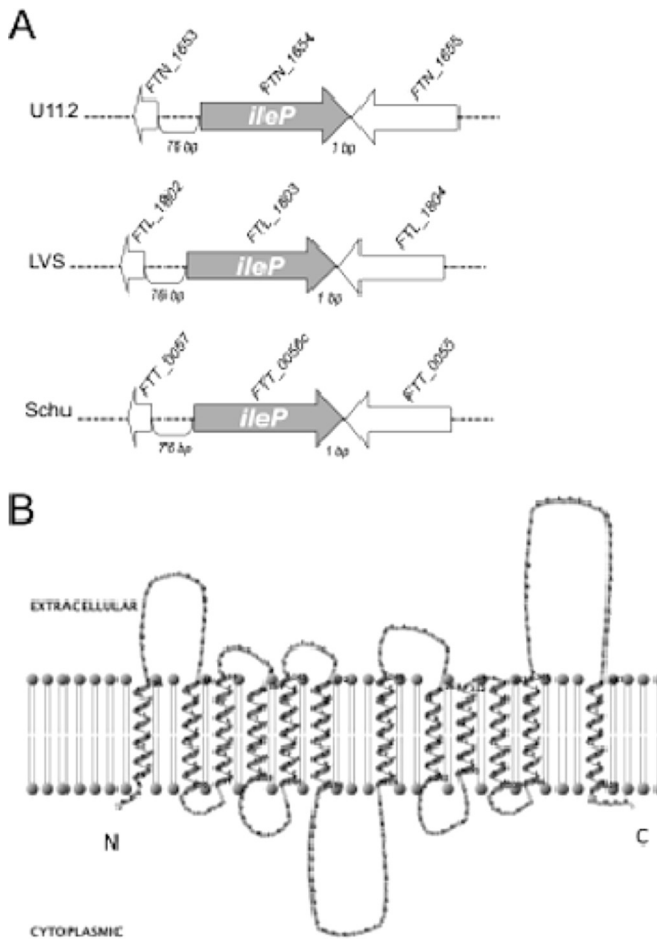 A
FTN_1653
FTN_1654
FTN_1655
U112
ileP
76 bp
1 bp
FTL_1802
FTL_1803
FTL_1804
LVS
ileP
76 bp
1 bp
FTT_0057
FTT_0056c
FTT_0055
Schu
ileP
76 bp
1 bp
B
EXTRACELLULAR
N
C
CYTOPLASMIC